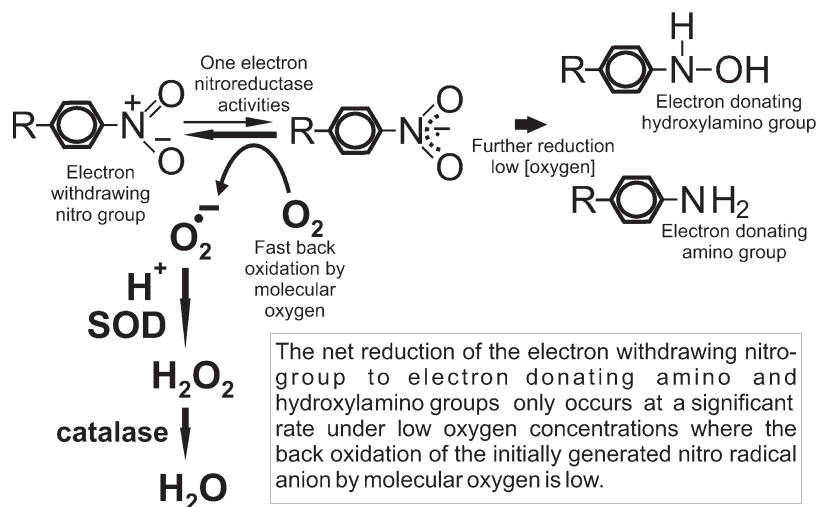 One electron
nitroreductase
activities
R
N
+
−
O
O
Electron
withdrawing
nitro group
R
N
−
O
O
Further reduction
low [oxygen]
H
R
N
OH
Electron donating
hydroxylamino group
R
NH₂
Electron donating
amino group
O₂•−
O₂
Fast back
oxidation by
molecular
oxygen
H⁺
SOD
H₂O₂
catalase
H₂O
The net reduction of the electron withdrawing nitro-
group to electron donating amino and
hydroxylamino groups only occurs at a significant
rate under low oxygen concentrations where the
back oxidation of the initially generated nitro radical
anion by molecular oxygen is low.